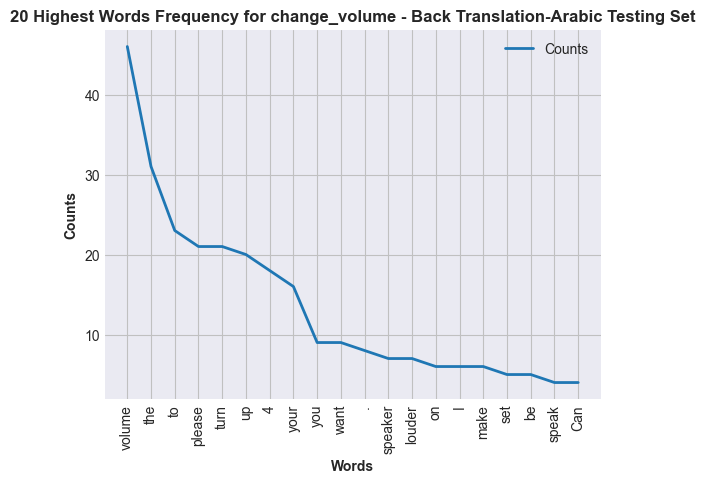 20 Highest Words Frequency for change_volume - Back Translation-Arabic Testing Set
Counts
Counts
40
30
20
10
volume
the
to
please
turn
up
4
your
you
want
.
speaker
louder
on
I
make
set
be
speak
Can
Words